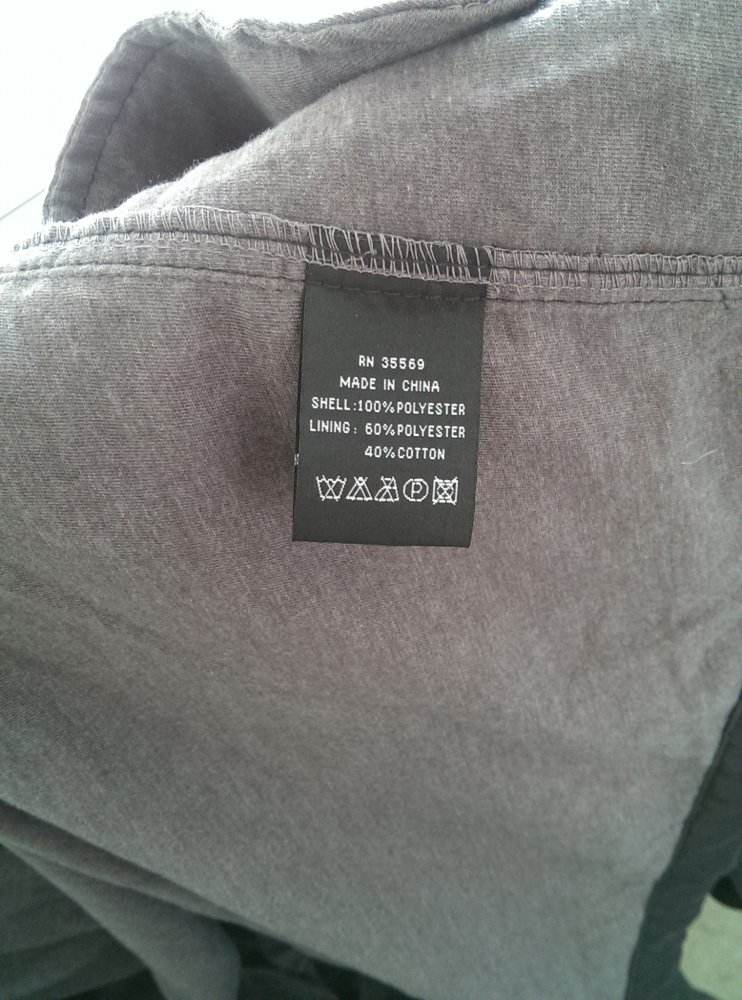 RN 35569
MADE IN CHINA
SHELL:100%POLYESTER
LINING: 60%POLYESTER
40%COTTON
P